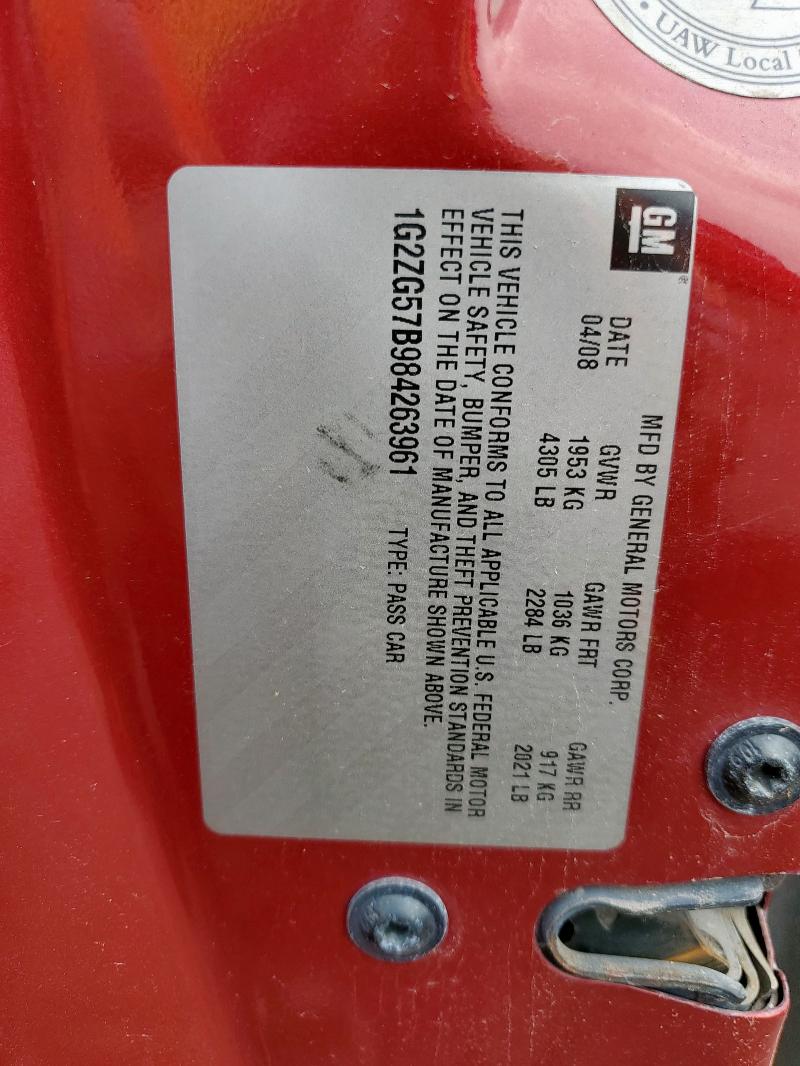 UAW Local
GM
MFD BY GENERAL MOTORS CORP.
DATE GVWR GAWR FRT GAWR RR
04/08 1953 KG 1036 KG 917 KG
4305 LB 2284 LB 2021 LB
THIS VEHICLE CONFORMS TO ALL APPLICABLE U.S. FEDERAL MOTOR
VEHICLE SAFETY, BUMPER, AND THEFT PREVENTION STANDARDS IN
EFFECT ON THE DATE OF MANUFACTURE SHOWN ABOVE.
1G2ZG57B984263961 TYPE: PASS CAR